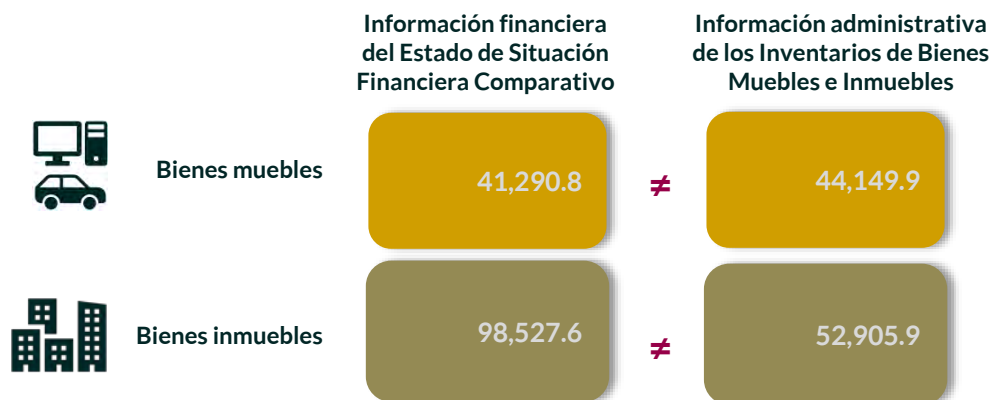 Información financiera
del Estado de Situación
Financiera Comparativo
Información administrativa
de los Inventarios de Bienes
Muebles e Inmuebles
Bienes muebles
41,290.8
≠
44,149.9
Bienes inmuebles
98,527.6
≠
52,905.9